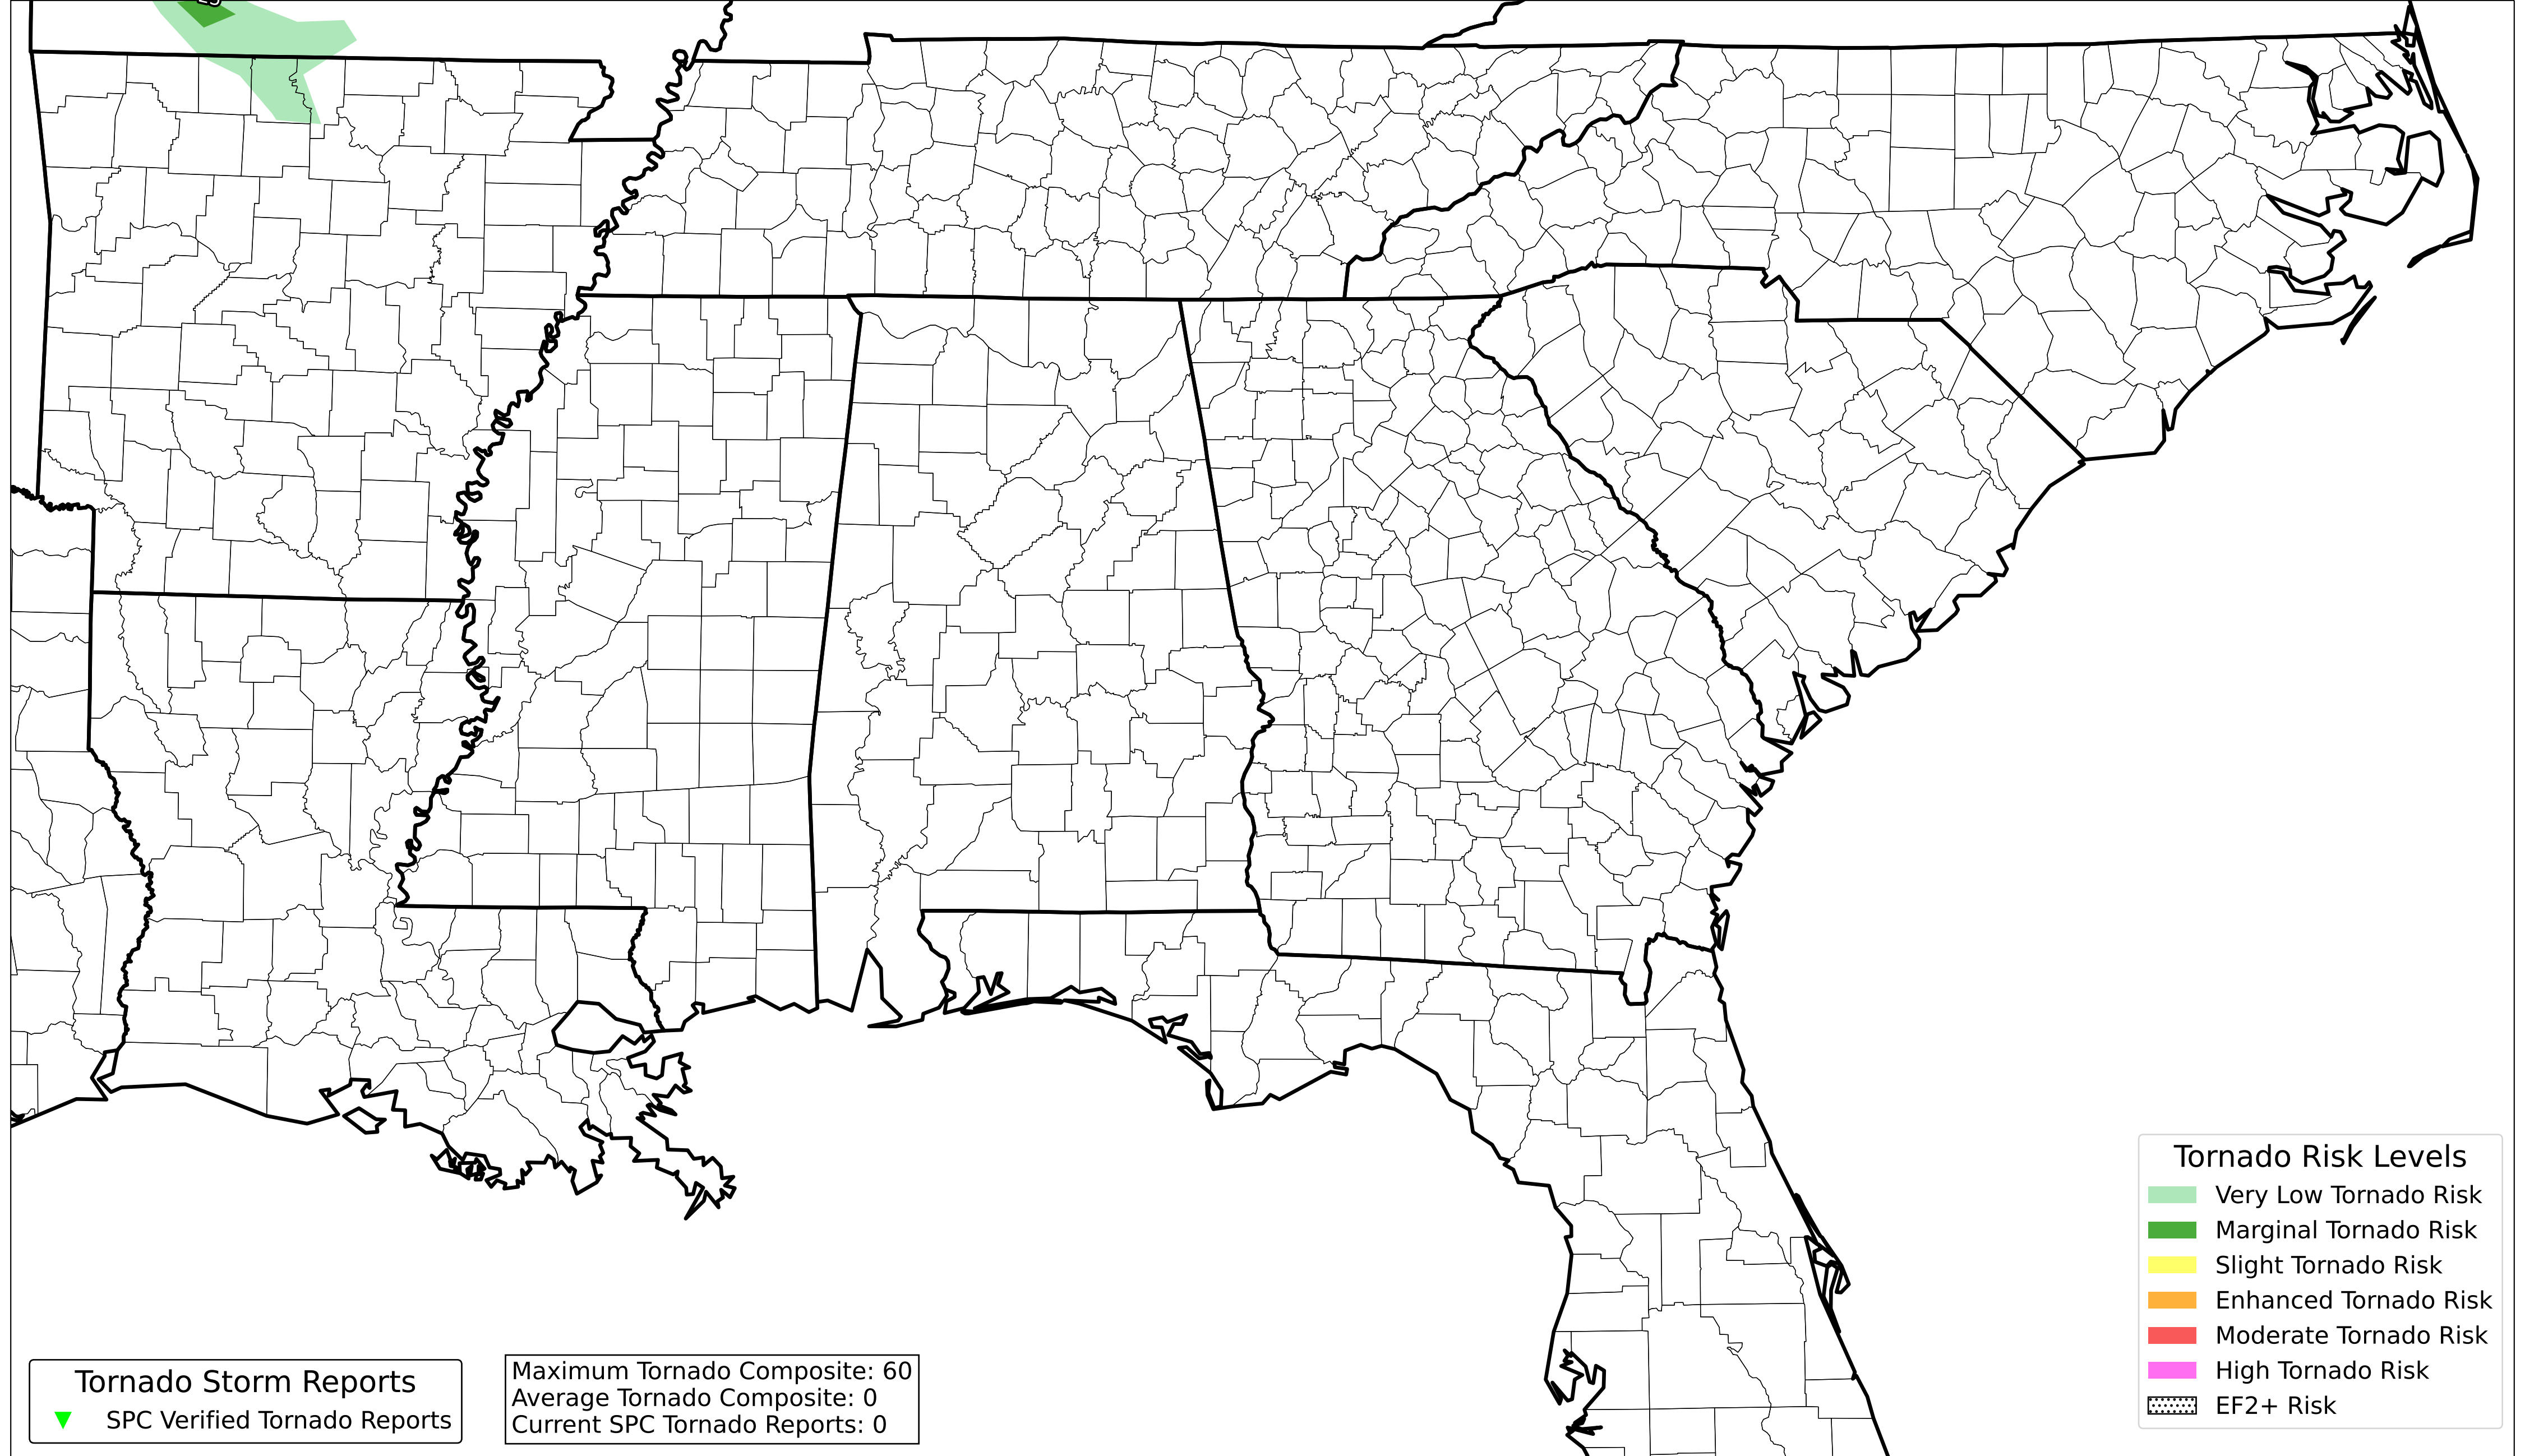 Tornado Risk Levels
Very Low Tornado Risk
Marginal Tornado Risk
Slight Tornado Risk
Enhanced Tornado Risk
Moderate Tornado Risk
High Tornado Risk
EF2+ Risk
Tornado Storm Reports
SPC Verified Tornado Reports
Maximum Tornado Composite: 60
Average Tornado Composite: 0
Current SPC Tornado Reports: 0